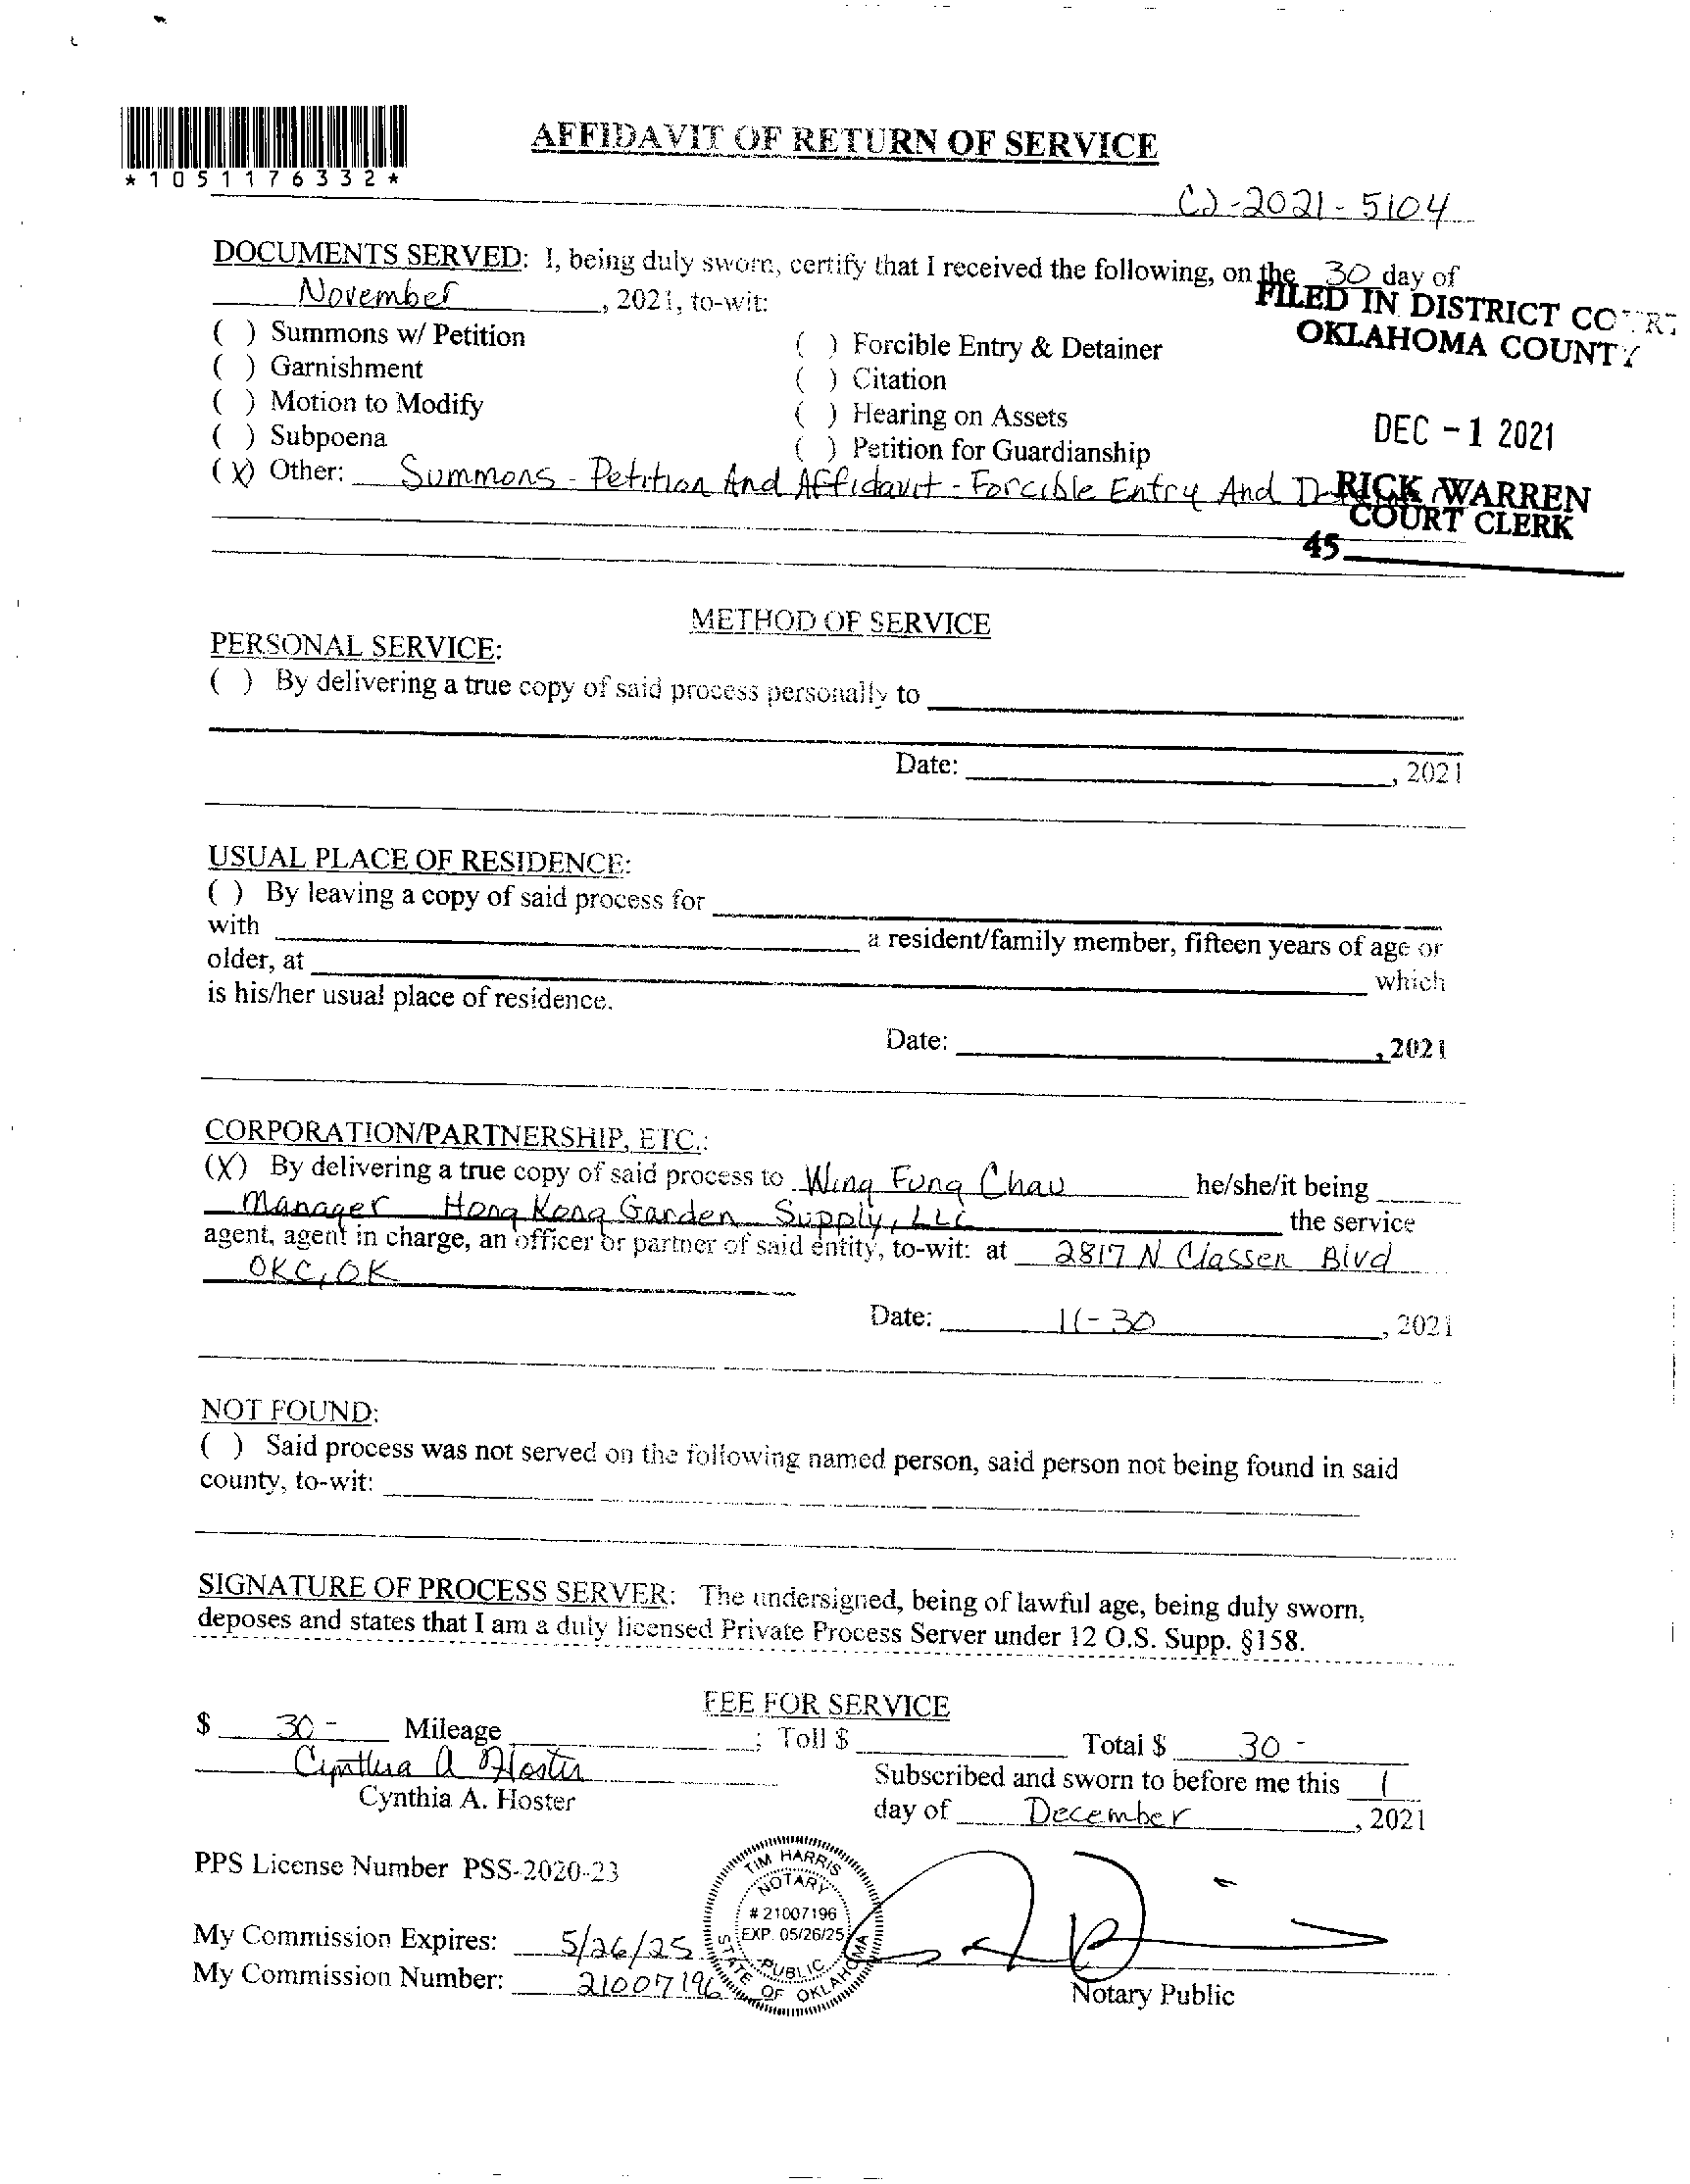 AFFIDAVIT OF RETURN OF SERVICE
*1051176332*
CJ-2021-5104
DOCUMENTS SERVED: I, being duly sworn, certify that I received the following, on the 30 day of
November, 2021, to-wit:
FILED IN DISTRICT COURT
OKLAHOMA COUNTY
( ) Summons w/ Petition
( ) Forcible Entry & Detainer
( ) Garnishment
( ) Citation
( ) Motion to Modify
( ) Hearing on Assets
DEC - 1 2021
( ) Subpoena
( ) Petition for Guardianship
(X) Other: Summons - Petition And Affidavit - Forcible Entry And
RICK WARREN
COURT CLERK
45
METHOD OF SERVICE
PERSONAL SERVICE:
( ) By delivering a true copy of said process personally to
Date: , 2021
USUAL PLACE OF RESIDENCE:
( ) By leaving a copy of said process for
with a resident/family member, fifteen years of age or
older, at which
is his/her usual place of residence.
Date: , 2021
CORPORATION/PARTNERSHIP, ETC.:
(X) By delivering a true copy of said process to Wing Fung Chau he/she/it being
Manager Hong Kong Garden Supply, LLC the service
agent, agent in charge, an officer or partner of said entity, to-wit: at 2817 N Classen Blvd
OKC, OK
Date: 11-30, 2021
NOT FOUND:
( ) Said process was not served on the following named person, said person not being found in said
county, to-wit:
SIGNATURE OF PROCESS SERVER: The undersigned, being of lawful age, being duly sworn,
deposes and states that I am a duly licensed Private Process Server under 12 O.S. Supp. §158.
FEE FOR SERVICE
$ 30 - Mileage ; Toll $ Total $ 30 -
Cynthia A Hoster
Subscribed and sworn to before me this 1
Cynthia A. Hoster
day of December, 2021
PPS License Number PSS-2020-23
TIM HARRIS
NOTARY
# 21007196
EXP. 05/26/25
PUBLIC
STATE OF OKLAHOMA
My Commission Expires: 5/26/25
My Commission Number: 21007196
Notary Public